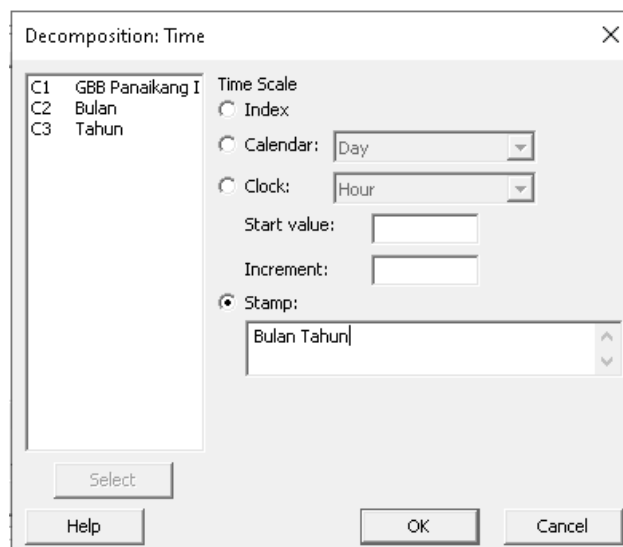 Decomposition: Time
C1 GBB Panaikang I
C2 Bulan
C3 Tahun
Time Scale
Index
Calendar: Day
Clock: Hour
Start value:
Increment:
Stamp:
Bulan Tahun
Select
Help
OK
Cancel